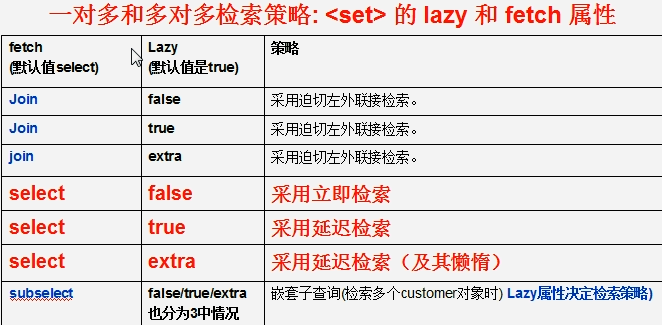 一对多和多对多检索策略: <set> 的 lazy 和 fetch 属性
fetch
(默认值select)
Lazy
(默认值是true)
策略
Join
false
采用迫切左外联接检索。
Join
true
采用迫切左外联接检索。
join
extra
采用迫切左外联接检索。
select
false
采用立即检索
select
true
采用延迟检索
select
extra
采用延迟检索（及其懒惰）
subselect
false/true/extra
也分为3中情况
嵌套子查询(检索多个customer对象时) Lazy属性决定检索策略)